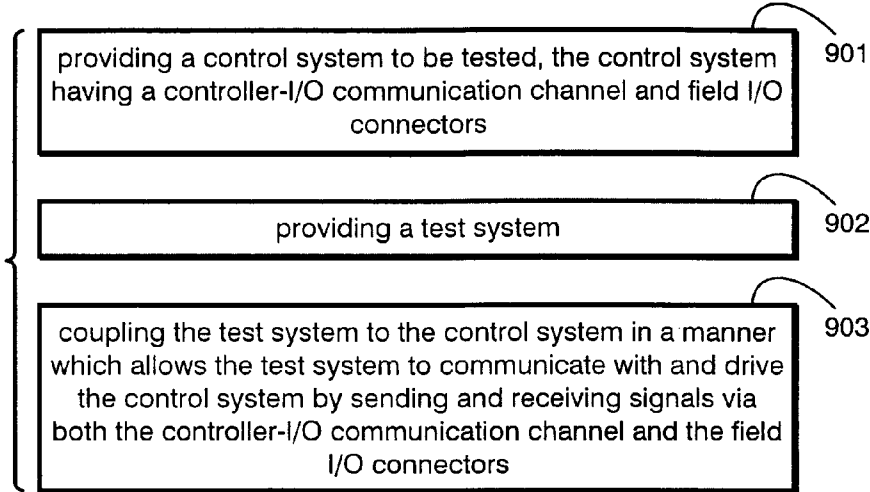 providing a control system to be tested, the control system
having a controller-I/O communication channel and field I/O
connectors
901
providing a test system
902
coupling the test system to the control system in a manner
which allows the test system to communicate with and drive
the control system by sending and receiving signals via
both the controller-I/O communication channel and the field
I/O connectors
903